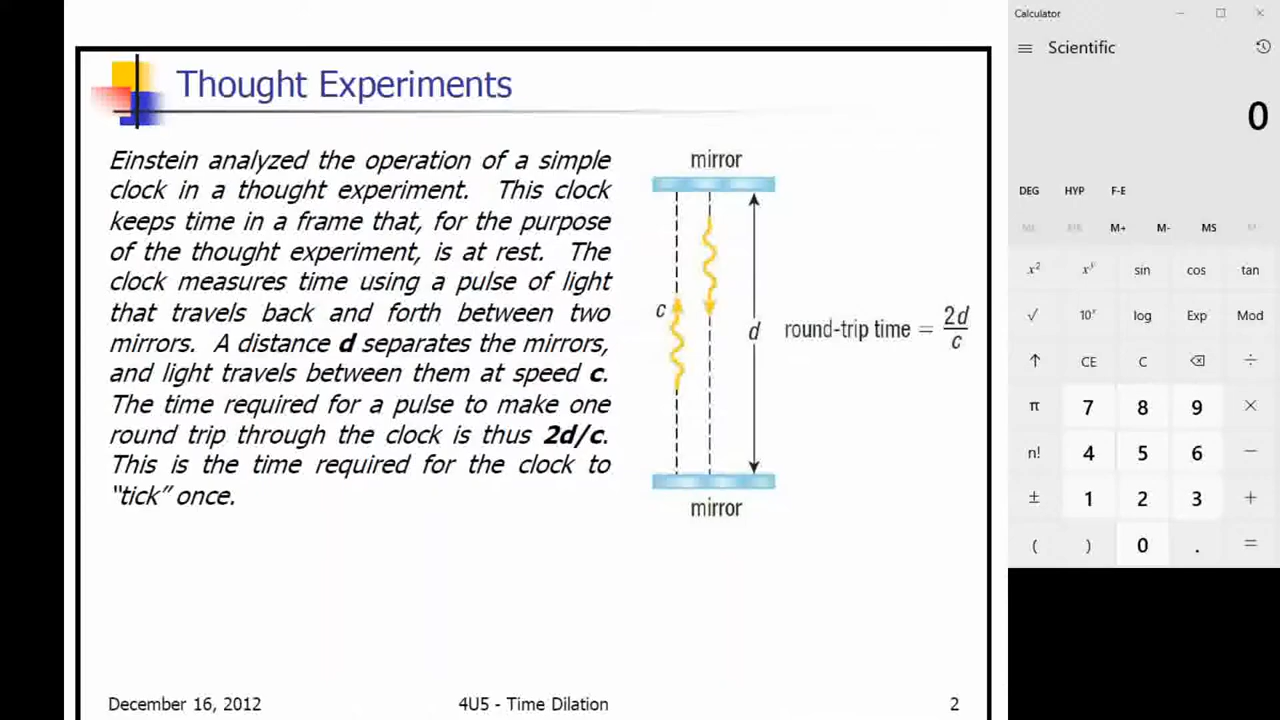 Thought Experiments
Einstein analyzed the operation of a simple
clock in a thought experiment. This clock
keeps time in a frame that, for the purpose
of the thought experiment, is at rest. The
clock measures time using a pulse of light
that travels back and forth between two
mirrors. A distance d separates the mirrors,
and light travels between them at speed c.
The time required for a pulse to make one
round trip through the clock is thus 2d/c.
This is the time required for the clock to
“tick” once.
mirror
c
d
round-trip time = 2d/c
mirror
December 16, 2012
4U5 - Time Dilation
2
Calculator
Scientific
0
DEG HYP F-E
MC MR M+ M- MS M
x² xʸ sin cos tan
√ 10ˣ log Exp Mod
↑ CE C ⌫ ÷
π 7 8 9 ×
n! 4 5 6 −
± 1 2 3 +
( ) 0 . =